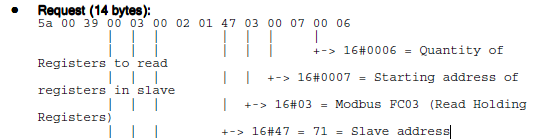 • Request (14 bytes):
5a 00 39 00 03 00 02 01 47 03 00 07 00 06
| | | | | | |
| | | | | | +-> 16#0006 = Quantity of
Registers to read
| | | | | +-> 16#0007 = Starting address of
registers in slave
| | | | +-> 16#03 = Modbus FC03 (Read Holding
Registers)
| | | +-> 16#47 = 71 = Slave address